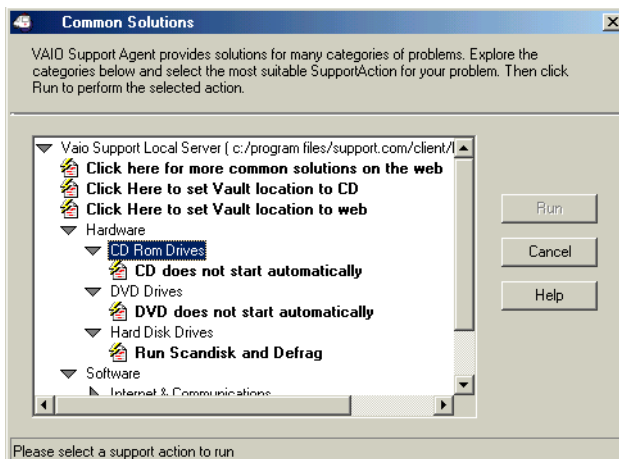 Common Solutions
VAIO Support Agent provides solutions for many categories of problems. Explore the
categories below and select the most suitable SupportAction for your problem. Then click
Run to perform the selected action.
Vaio Support Local Server ( c:/program files/support.com/client/
Click here for more common solutions on the web
Click Here to set Vault location to CD
Click Here to set Vault location to web
Hardware
CD Rom Drives
CD does not start automatically
DVD Drives
DVD does not start automatically
Hard Disk Drives
Run Scandisk and Defrag
Software
Internet & Communications
Run
Cancel
Help
Please select a support action to run